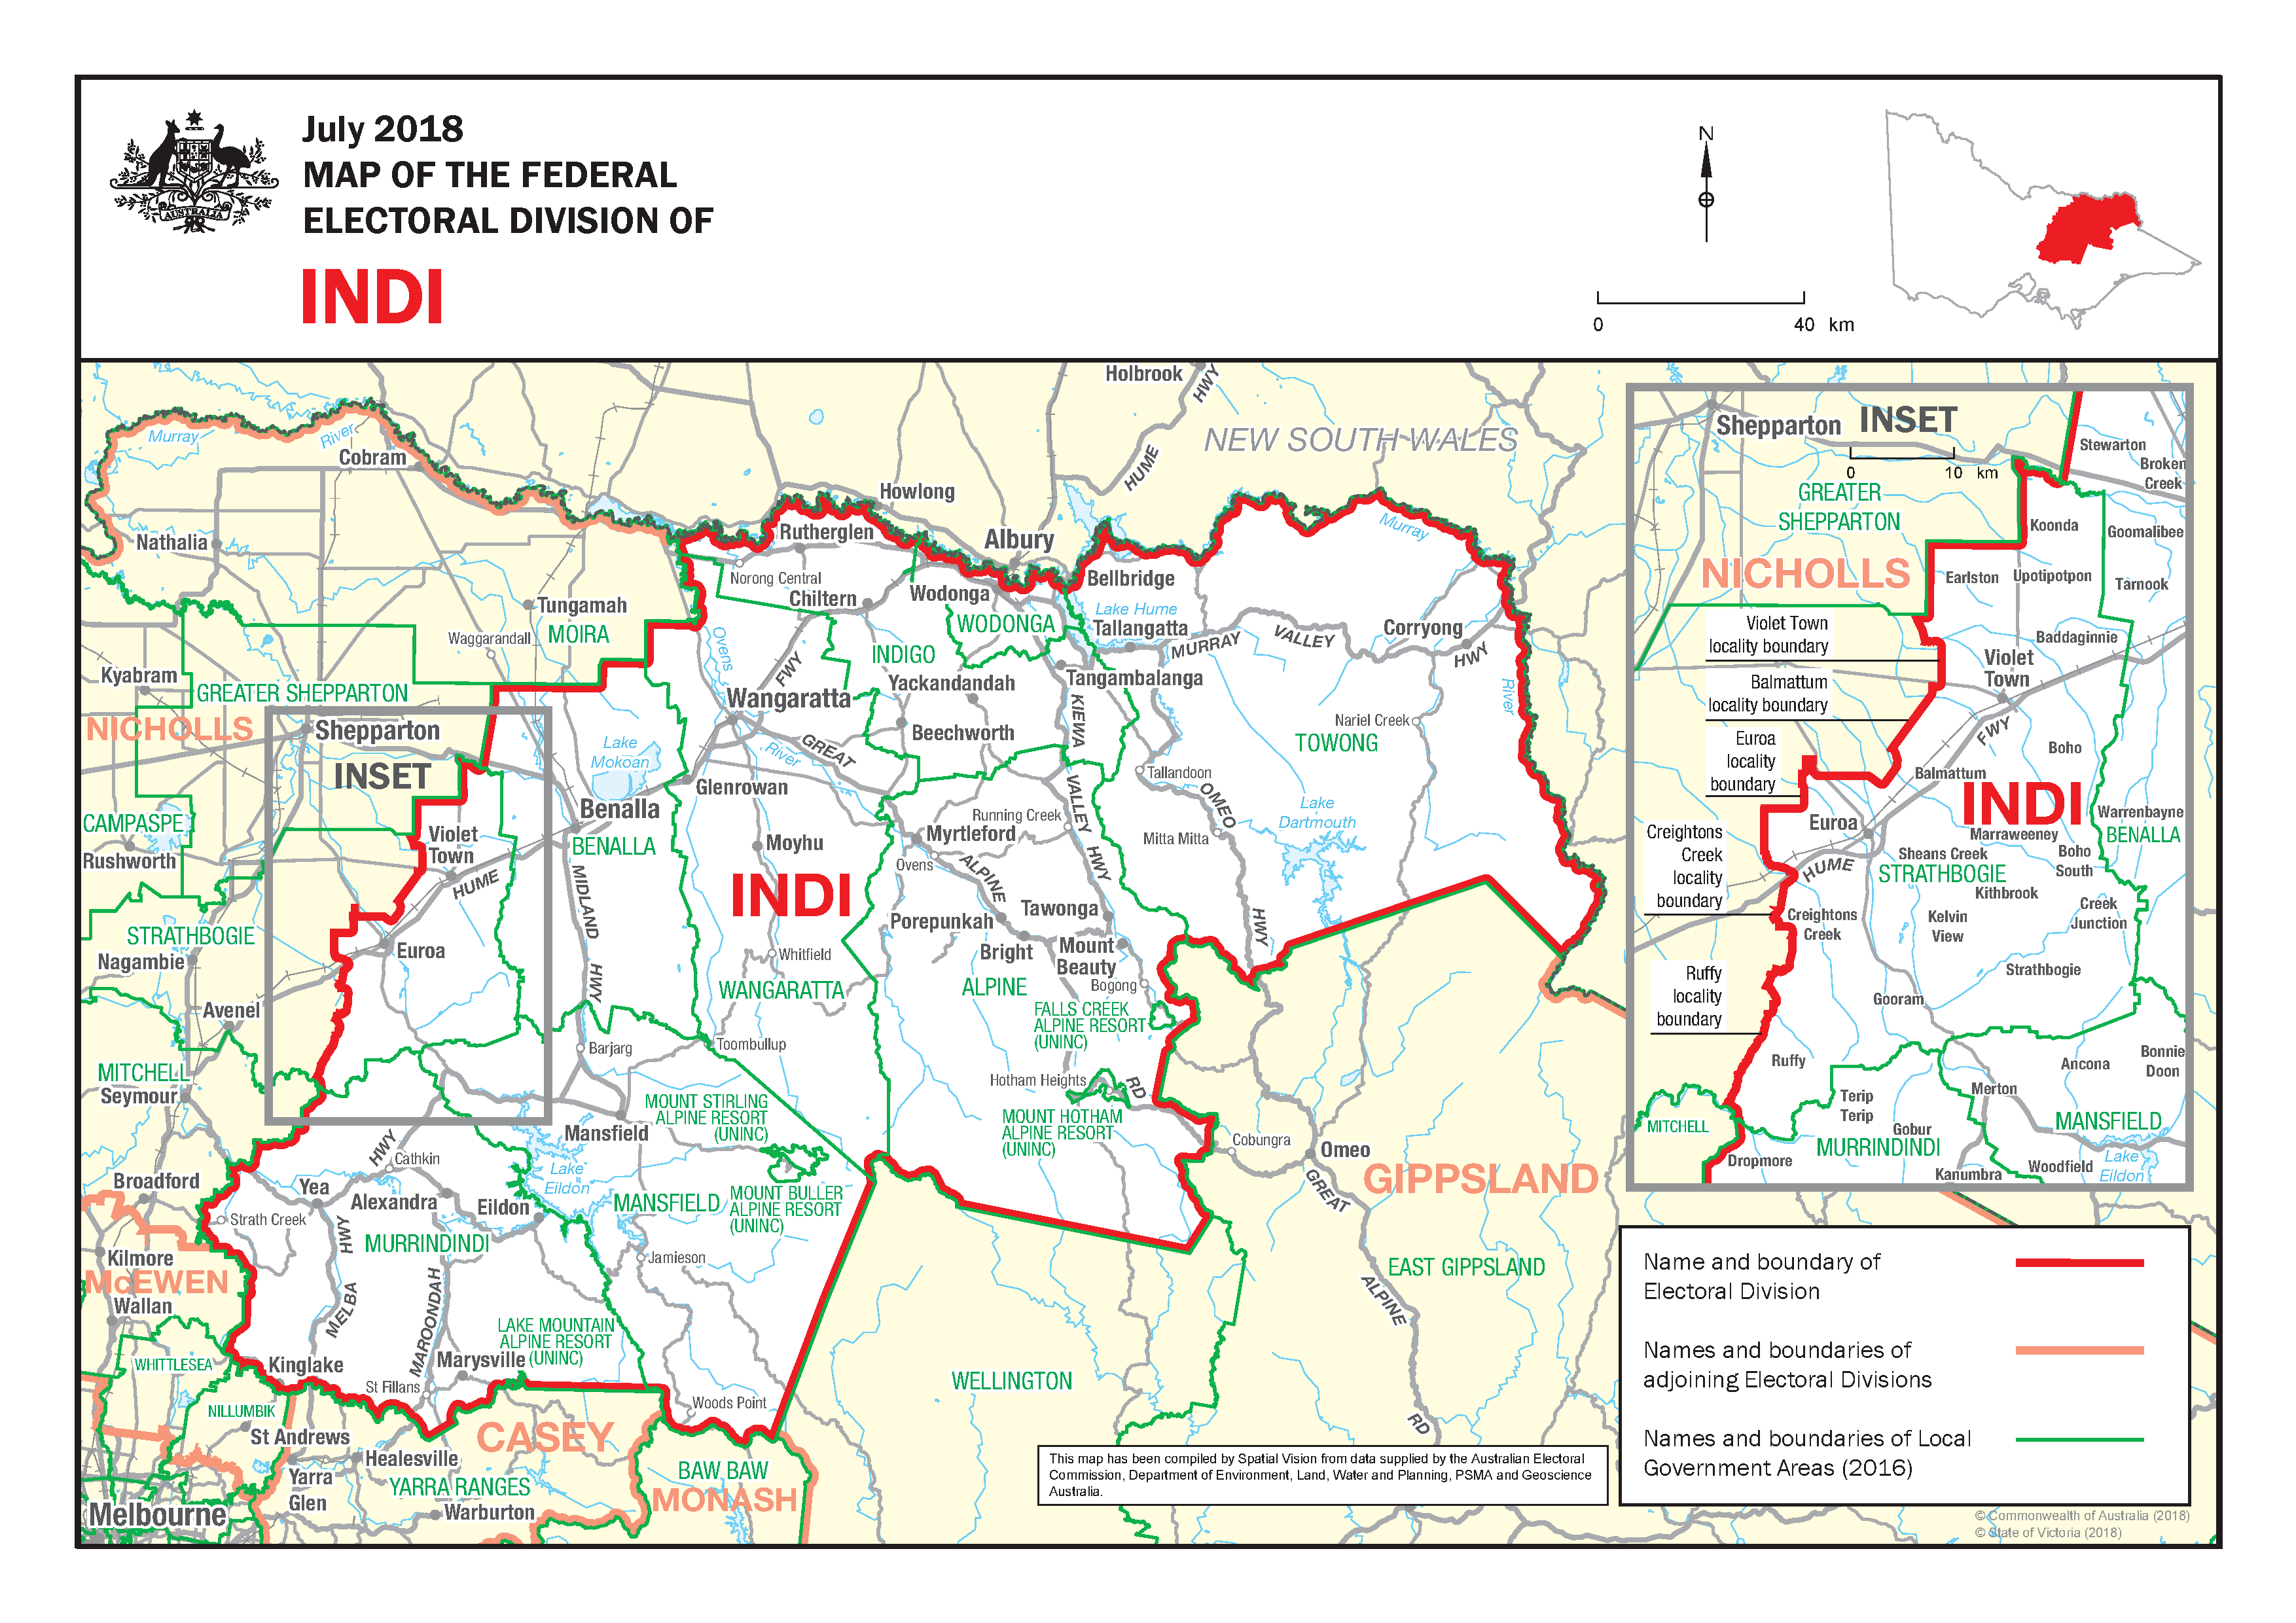 AUSTRALIA
July 2018
MAP OF THE FEDERAL
ELECTORAL DIVISION OF
INDI
N
0 40 km
Holbrook
HWY
HUME
NEW SOUTH WALES
Murray
River
Cobram
Howlong
Albury
Rutherglen
Murray
Nathalia
Norong Central
Chiltern
Wodonga
Bellbridge
Lake Hume
Tungamah
WODONGA
Tallangatta
Corryong
Waggarandall
MOIRA
Ovens
FWY
INDIGO
MURRAY
VALLEY
HWY
Kyabram
GREATER SHEPPARTON
Wangaratta
Yackandandah
Tangambalanga
River
NICHOLLS
Shepparton
KIEWA
Nariel Creek
INSET
Lake
Mokoan
River
GREAT
Beechworth
TOWONG
Glenrowan
Tallandoon
CAMPASPE
Benalla
VALLEY
OMEO
Lake
Dartmouth
Violet
Town
Running Creek
Myrtleford
Mitta Mitta
Rushworth
BENALLA
Moyhu
HUME
Ovens
ALPINE
HWY
MIDLAND
INDI
Tawonga
HWY
STRATHBOGIE
Porepunkah
Euroa
Nagambie
Whitfield
Bright
Mount
Beauty
HWY
WANGARATTA
ALPINE
Bogong
Avenel
FALLS CREEK
ALPINE RESORT
(UNINC)
Barjarg
Toombullup
MITCHELL
Seymour
Hotham Heights
RD
MOUNT STIRLING
ALPINE RESORT
(UNINC)
MOUNT HOTHAM
ALPINE RESORT
(UNINC)
Mansfield
Cobungra
Omeo
HWY
Cathkin
Lake
Eildon
Broadford
Yea
Alexandra
Eildon
MANSFIELD
MOUNT BULLER
ALPINE RESORT
(UNINC)
GIPPSLAND
GREAT
Strath Creek
HWY
MURRINDINDI
Kilmore
Jamieson
EAST GIPPSLAND
McEWEN
Wallan
MELBA
MAROONDAH
ALPINE
LAKE MOUNTAIN
ALPINE RESORT
(UNINC)
WHITTLESEA
Kinglake
Marysville
WELLINGTON
St Fillans
Woods Point
NILLUMBIK
RD
St Andrews
CASEY
Healesville
Yarra
Glen
YARRA RANGES
BAW BAW
MONASH
Melbourne
Warburton
This map has been compiled by Spatial Vision from data supplied by the Australian Electoral
Commission, Department of Environment, Land, Water and Planning, PSMA and Geoscience
Australia.
Shepparton
INSET
0 10 km
Stewarton
Broken
Creek
GREATER
SHEPPARTON
Koonda
Goomalibee
NICHOLLS
Earlston
Upotipotpon
Tarnook
Violet Town
locality boundary
Baddaginnie
Violet
Town
Balmattum
locality boundary
FWY
Euroa
locality
boundary
Boho
Balmattum
INDI
Warrenbayne
Euroa
Marraweeney
BENALLA
Creightons
Creek
locality
boundary
HUME
Sheans Creek
Boho
South
STRATHBOGIE
Kithbrook
Creightons
Creek
Kelvin
View
Creek
Junction
Ruffy
locality
boundary
Strathbogie
Gooram
Ruffy
Bonnie
Doon
Ancona
Terip
Terip
Merton
MITCHELL
Gobur
MANSFIELD
MURRINDINDI
Dropmore
Woodfield
Lake
Eildon
Kanumbra
Name and boundary of
Electoral Division
Names and boundaries of
adjoining Electoral Divisions
Names and boundaries of Local
Government Areas (2016)
© Commonwealth of Australia (2018)
© State of Victoria (2018)